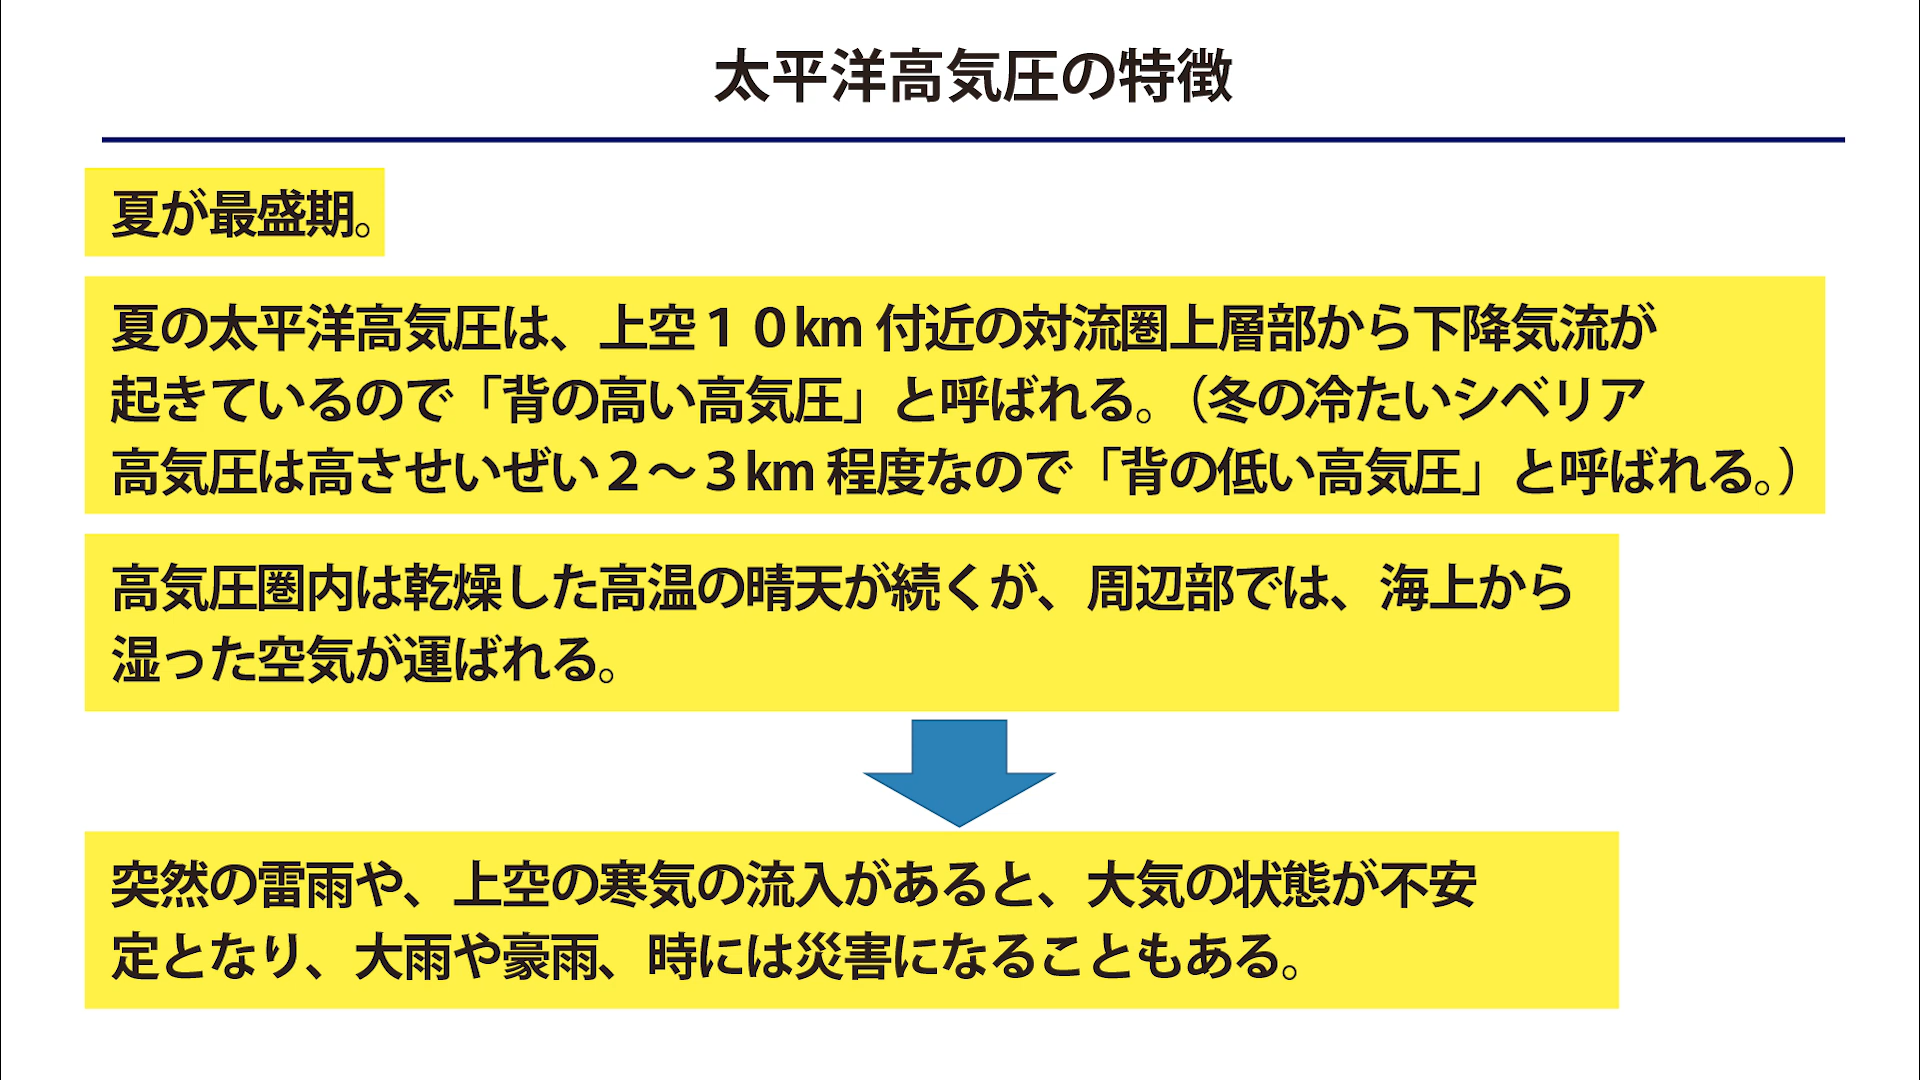 太平洋高気圧の特徴
夏が最盛期。
夏の太平洋高気圧は、上空１０km 付近の対流圏上層部から下降気流が
起きているので「背の高い高気圧」と呼ばれる。（冬の冷たいシベリア
高気圧は高させいぜい２～３km 程度なので「背の低い高気圧」と呼ばれる。）
高気圧圏内は乾燥した高温の晴天が続くが、周辺部では、海上から
湿った空気が運ばれる。
突然の雷雨や、上空の寒気の流入があると、大気の状態が不安
定となり、大雨や豪雨、時には災害になることもある。